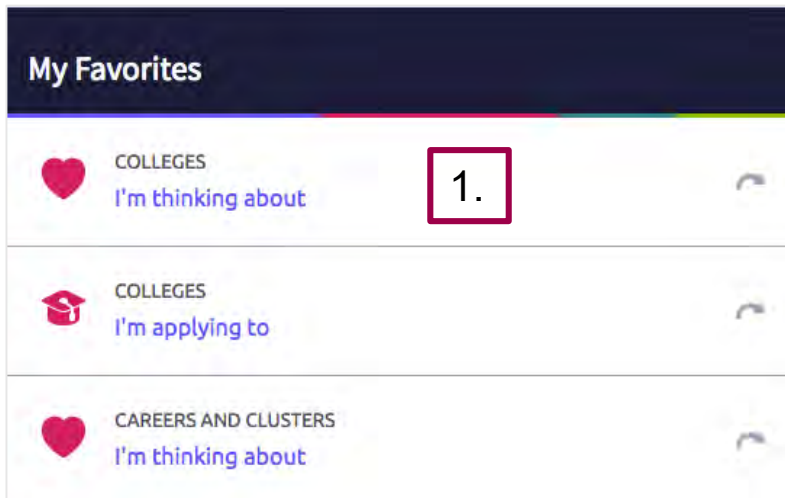 My Favorites
COLLEGES
I'm thinking about
1.
COLLEGES
I'm applying to
CAREERS AND CLUSTERS
I'm thinking about